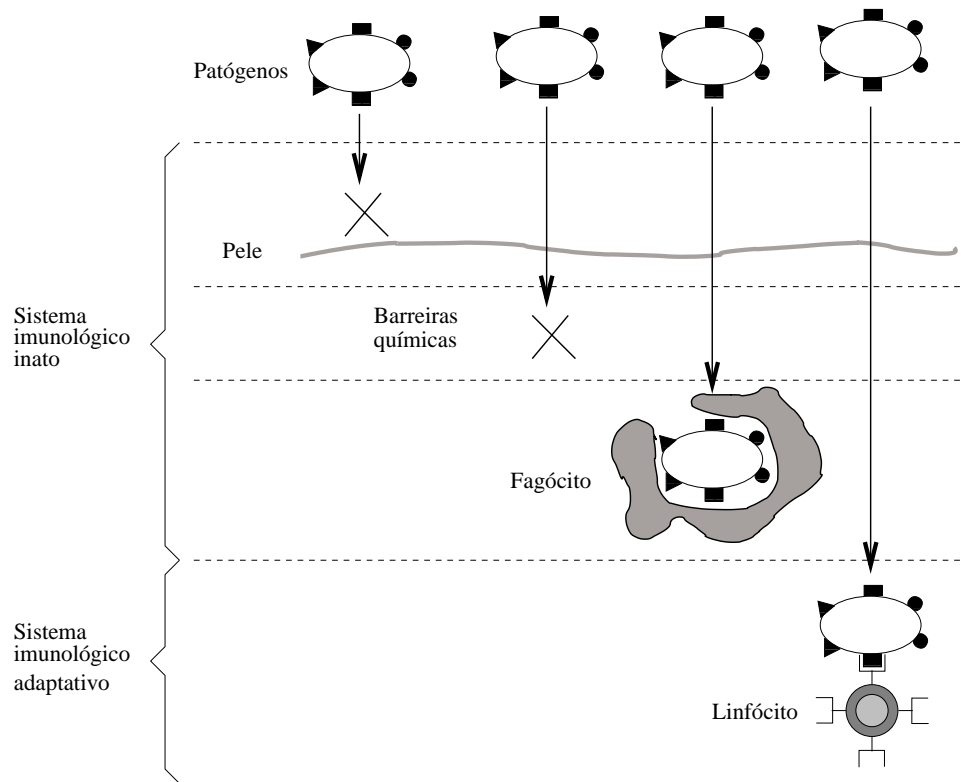 Patógenos
Pele
Barreiras
químicas
Sistema
imunológico
inato
Fagócito
Sistema
imunológico
adaptativo
Linfócito